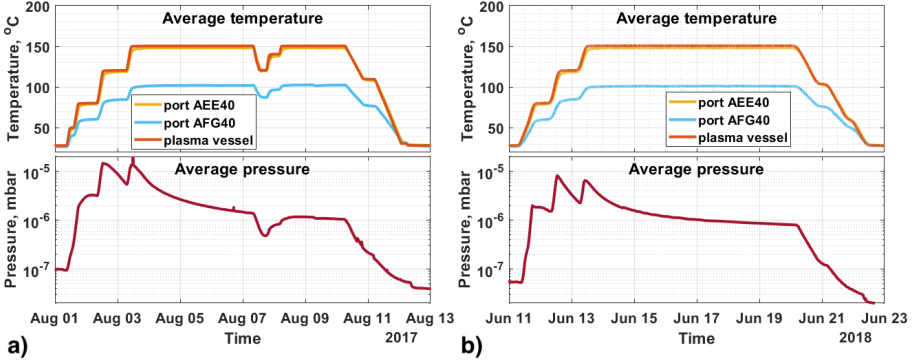 Average temperature
Temperature, °C
200
150
100
50
port AEE40
port AFG40
plasma vessel
Average pressure
Pressure, mbar
10-5
10-6
10-7
Aug 01 Aug 03 Aug 05 Aug 07 Aug 09 Aug 11 Aug 13
Time
2017
a)
Average temperature
Temperature, °C
200
150
100
50
port AEE40
port AFG40
plasma vessel
Average pressure
Pressure, mbar
10-5
10-6
10-7
Jun 11 Jun 13 Jun 15 Jun 17 Jun 19 Jun 21 Jun 23
Time
2018
b)